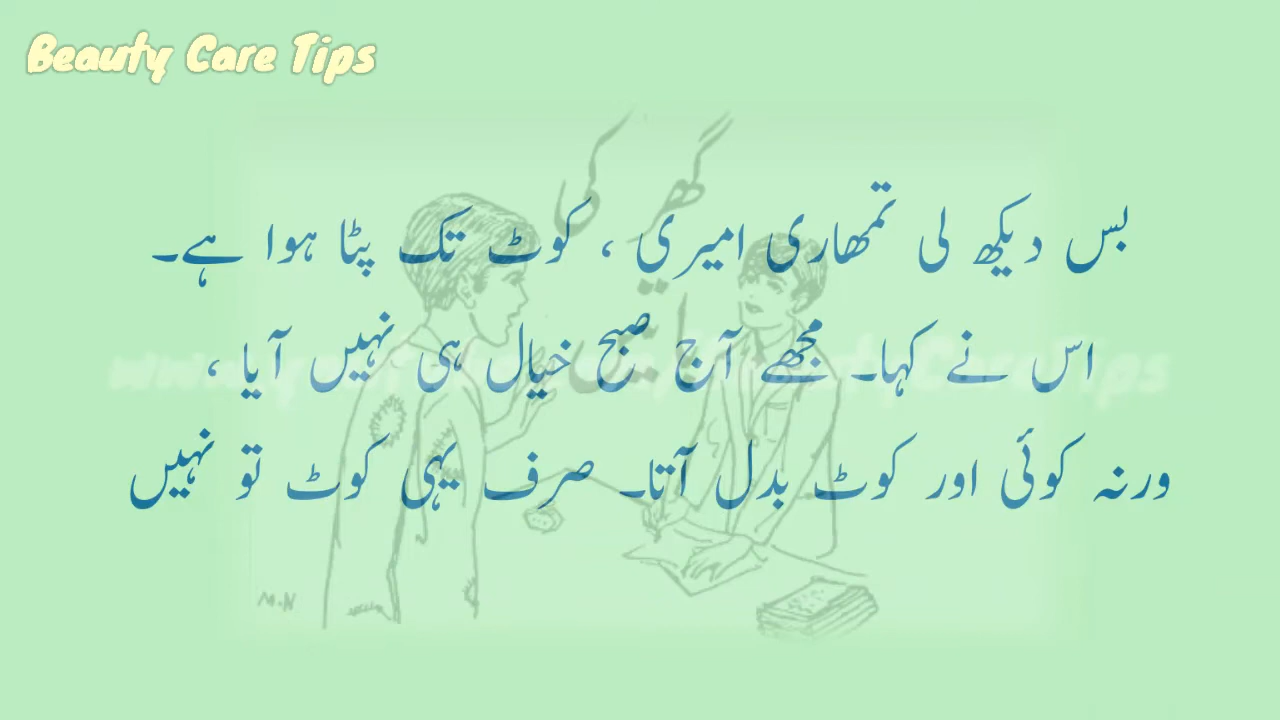 Beauty Care Tips
بس دیکھ لی تمھاری امیری ، کوٹ تک پٹا ہوا ہے۔
اس نے کہا۔ مجھے آج صبح خیال ہی نہیں آیا ،
ورنہ کوئی اور کوٹ بدل آتا۔ صرف یہی کوٹ تو نہیں
M.N